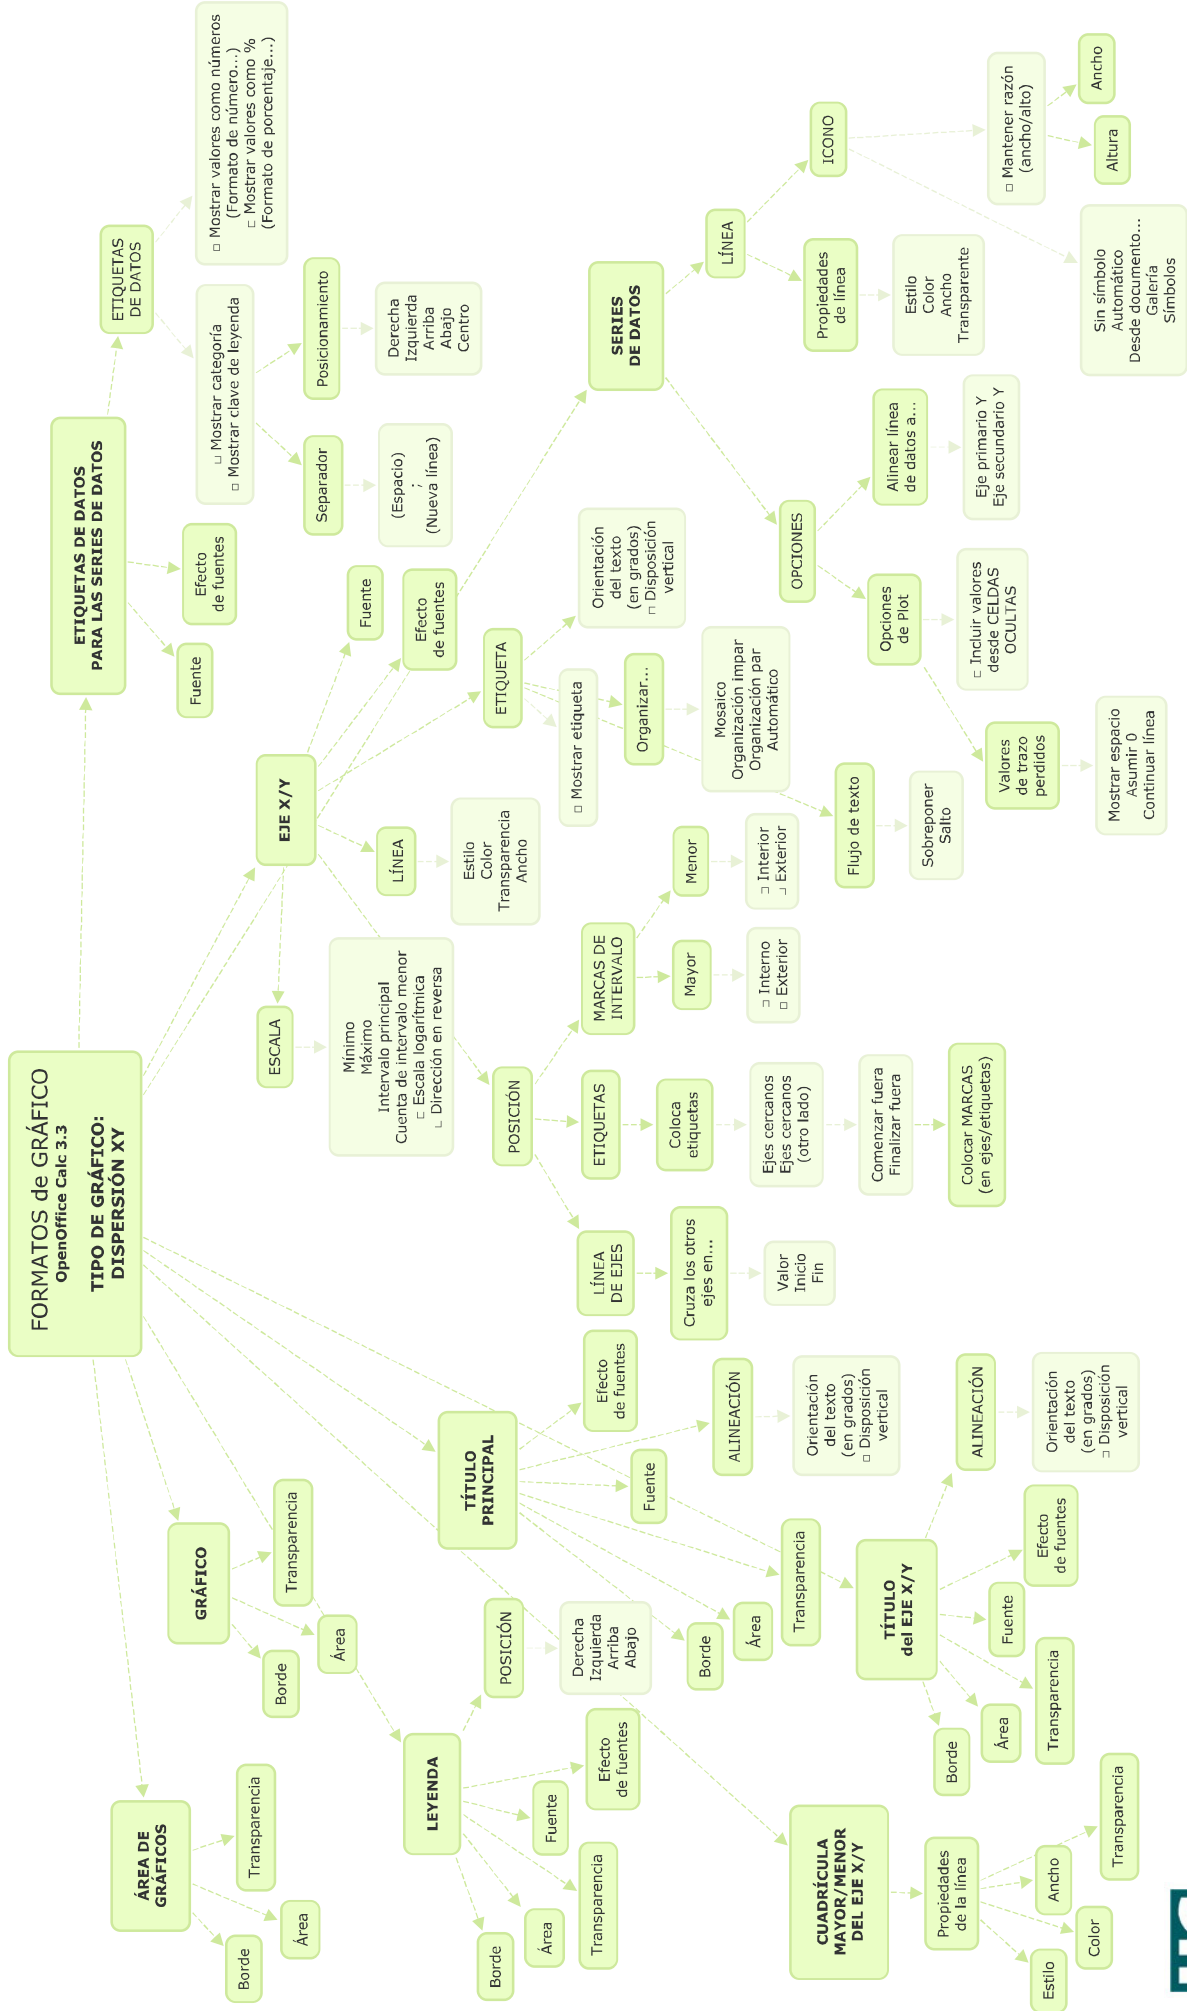 FORMATOS de GRÁFICO
OpenOffice Calc 3.3
TIPO DE GRÁFICO:
DISPERSIÓN XY
ÁREA DE
GRÁFICOS
Borde
Área
Transparencia
GRÁFICO
Borde
Área
Transparencia
LEYENDA
Borde
Área
Transparencia
Fuente
Efecto
de fuentes
POSICIÓN
Derecha
Izquierda
Arriba
Abajo
CUADRÍCULA
MAYOR/MENOR
DEL EJE X/Y
Propiedades
de la línea
Estilo
Color
Ancho
Transparencia
TÍTULO
PRINCIPAL
Borde
Área
Transparencia
Fuente
ALINEACIÓN
Orientación
del texto
(en grados)
□ Disposición
vertical
Efecto
de fuentes
TÍTULO
del EJE X/Y
Borde
Área
Transparencia
Fuente
Efecto
de fuentes
ALINEACIÓN
Orientación
del texto
(en grados)
□ Disposición
vertical
EJE X/Y
ESCALA
Mínimo
Máximo
Intervalo principal
Cuenta de intervalo menor
□ Escala logarítmica
□ Dirección en reversa
POSICIÓN
LÍNEA
DE EJES
Cruza los otros
ejes en...
Valor
Inicio
Fin
ETIQUETAS
Coloca
etiquetas
Ejes cercanos
Ejes cercanos
(otro lado)
Comenzar fuera
Finalizar fuera
Colocar MARCAS
(en ejes/etiquetas)
MARCAS DE
INTERVALO
Mayor
□ Interno
□ Exterior
Menor
□ Interior
□ Exterior
LÍNEA
Estilo
Color
Transparencia
Ancho
ETIQUETA
□ Mostrar etiqueta
Flujo de texto
Sobreponer
Salto
Organizar...
Mosaico
Organización impar
Organización par
Automático
Orientación
del texto
(en grados)
□ Disposición
vertical
Efecto
de fuentes
Fuente
ETIQUETAS DE DATOS
PARA LAS SERIES DE DATOS
Fuente
Efecto
de fuentes
ETIQUETAS
DE DATOS
□ Mostrar categoría
□ Mostrar clave de leyenda
Separador
(Espacio)
;
(Nueva línea)
Posicionamiento
Derecha
Izquierda
Arriba
Abajo
Centro
□ Mostrar valores como números
(Formato de número...)
□ Mostrar valores como %
(Formato de porcentaje...)
SERIES
DE DATOS
OPCIONES
Opciones
de Plot
Valores
de trazo
perdidos
Mostrar espacio
Asumir 0
Continuar línea
□ Incluir valores
desde CELDAS
OCULTAS
Alinear línea
de datos a...
Eje primario Y
Eje secundario Y
LÍNEA
Propiedades
de línea
Estilo
Color
Ancho
Transparente
ICONO
Sin símbolo
Automático
Desde documento...
Galería
Símbolos
□ Mantener razón
(ancho/alto)
Altura
Ancho